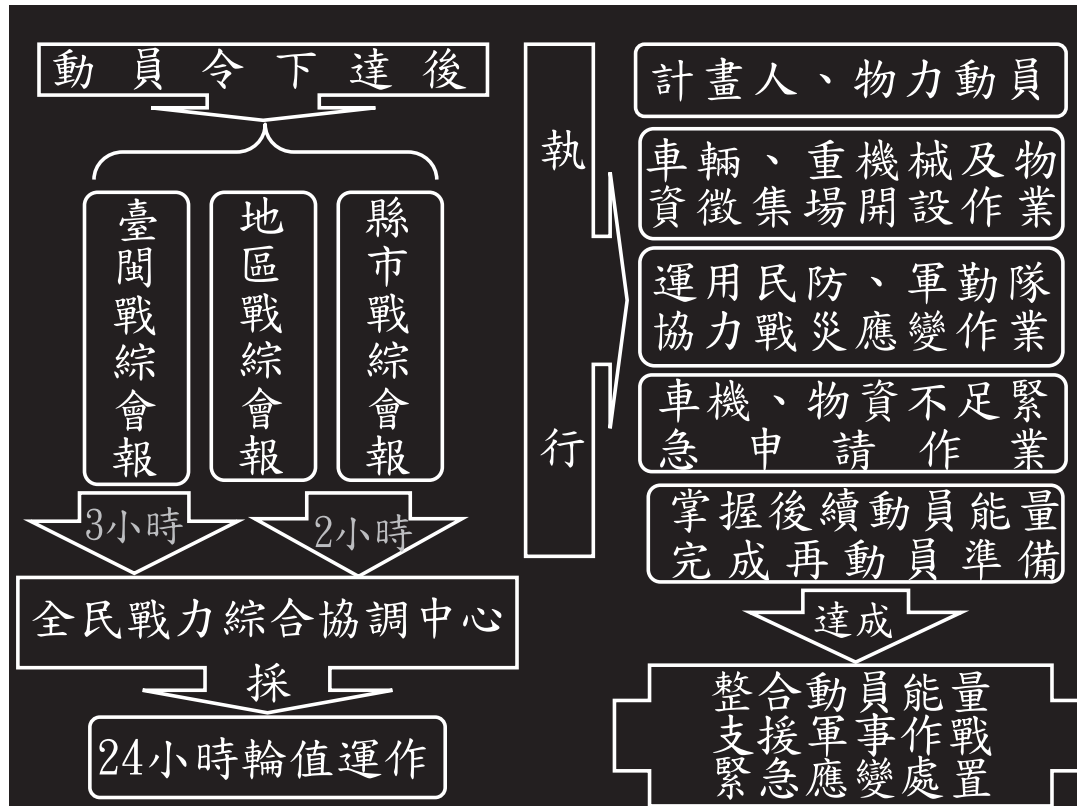 動員令下達後
臺閩戰綜會報
地區戰綜會報
縣市戰綜會報
3小時
2小時
全民戰力綜合協調中心
採
24小時輪值運作
執行
計畫人、物力動員
車輛、重機械及物
資徵集場開設作業
運用民防、軍勤隊
協力戰災應變作業
車機、物資不足緊
急申請作業
掌握後續動員能量
完成再動員準備
達成
整合動員能量
支援軍事作戰
緊急應變處置